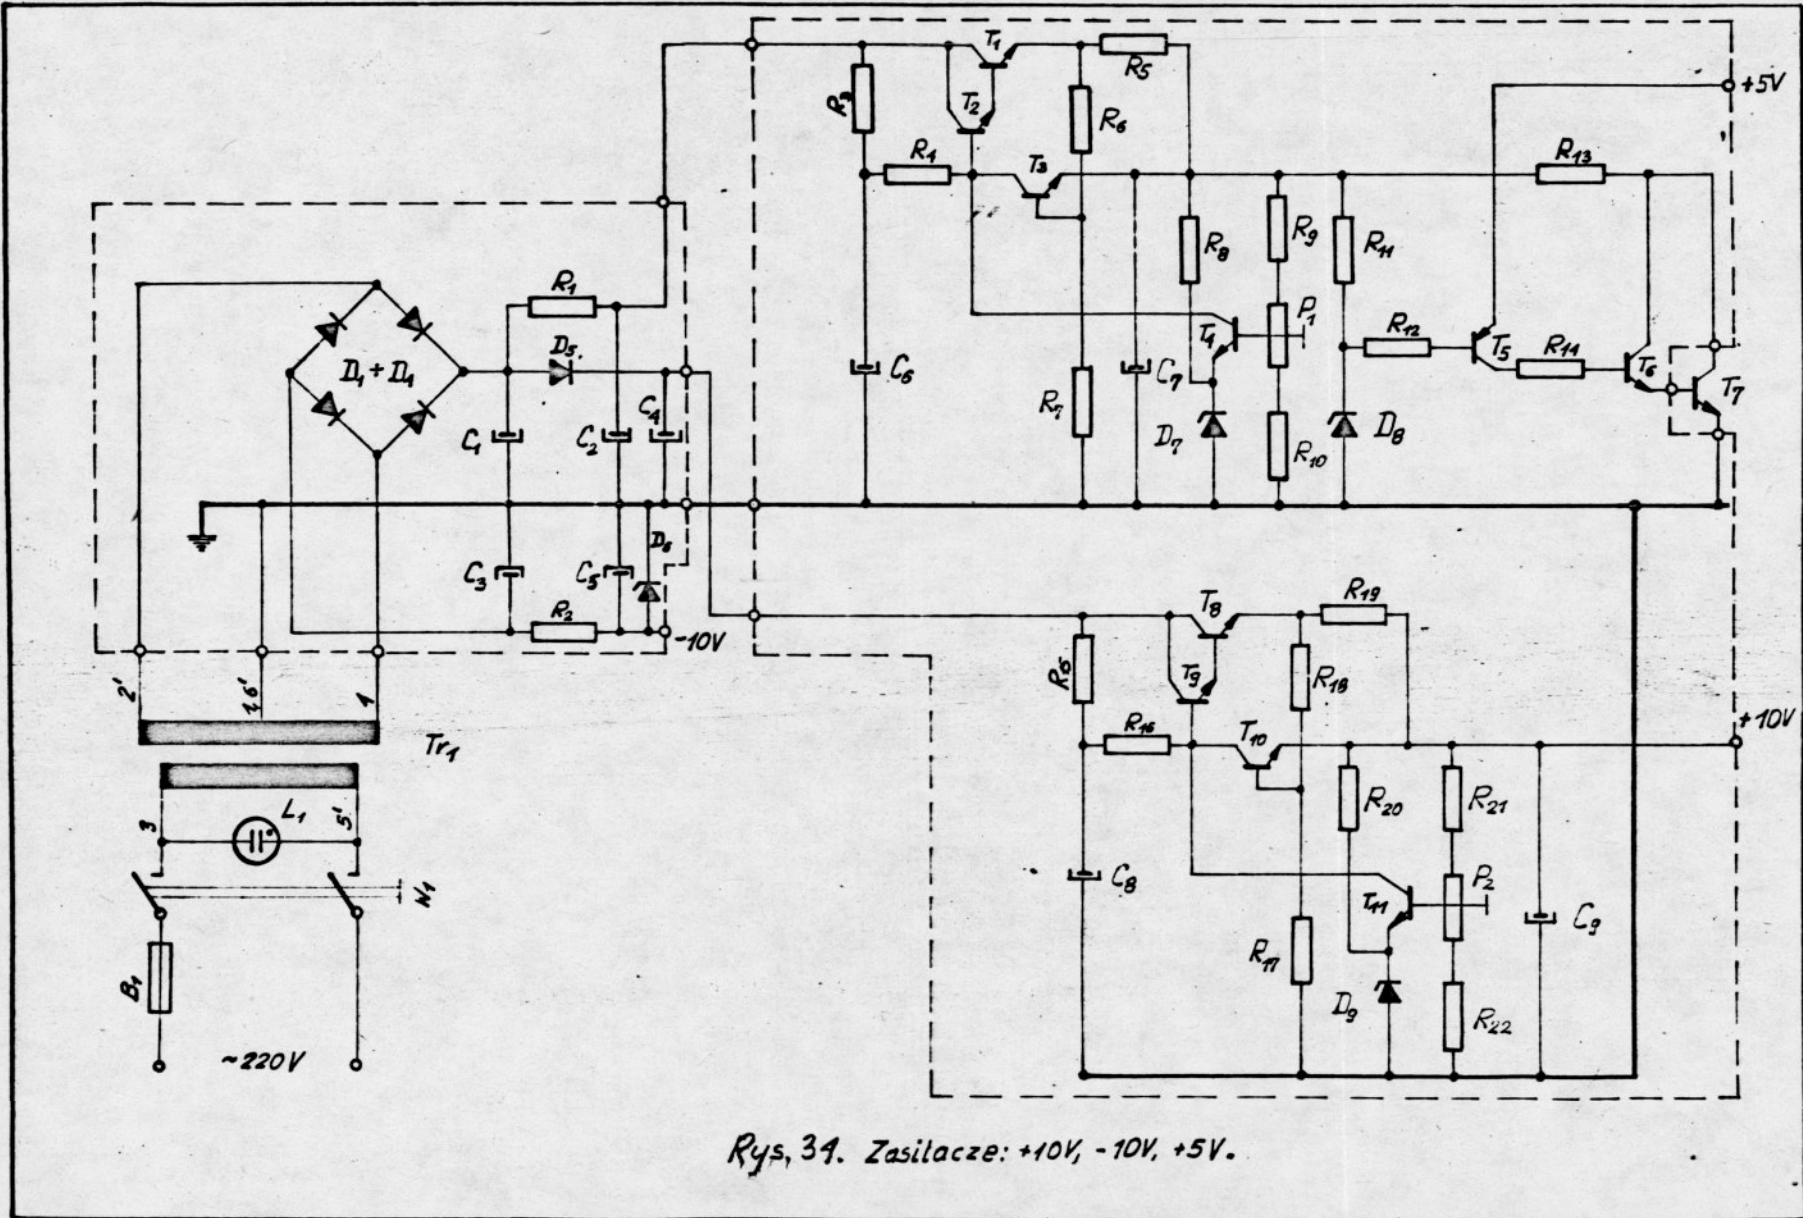 T1
R5
R3
T2
R6
+5V
R4
T3
R13
R8
R9
R11
R1
P1
T4
R12
T5
R14
T6
D5
D1 ÷ D4
C6
C7
R7
D7
D8
T7
C1
C2
C4
R10
C3
C5
D6
R2
-10V
T8
R19
2'
1,6'
4
T9
R18
Tr1
+10V
R16
T10
R20
R21
3
L1
5'
C8
P2
W1
T11
C9
R17
B1
D9
R22
~220V
Rys, 34. Zasilacze: +10V, -10V, +5V.